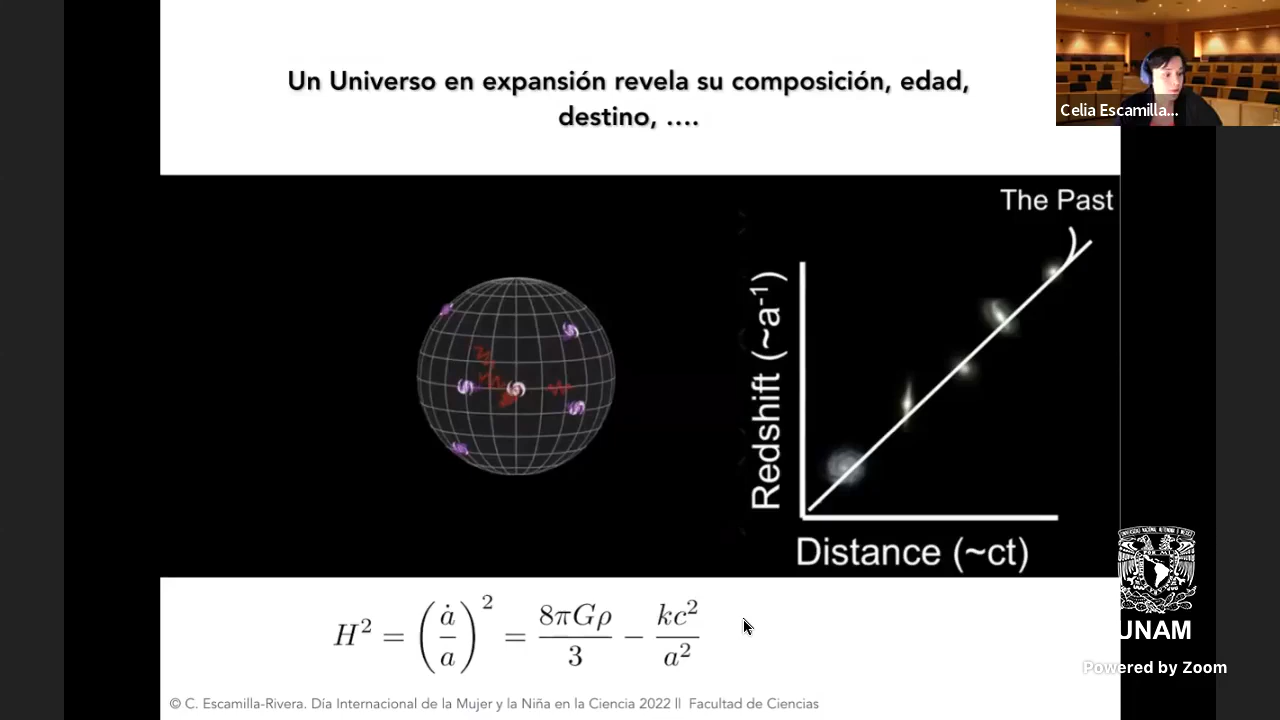 Un Universo en expansión revela su composición, edad,
destino, ....
Celia Escamilla...
The Past
Redshift (~a⁻¹)
Distance (~ct)
H² = (ȧ/a)² = 8πGρ/3 − kc²/a²
UNAM
Powered by Zoom
© C. Escamilla-Rivera. Día Internacional de la Mujer y la Niña en la Ciencia 2022 || Facultad de Ciencias